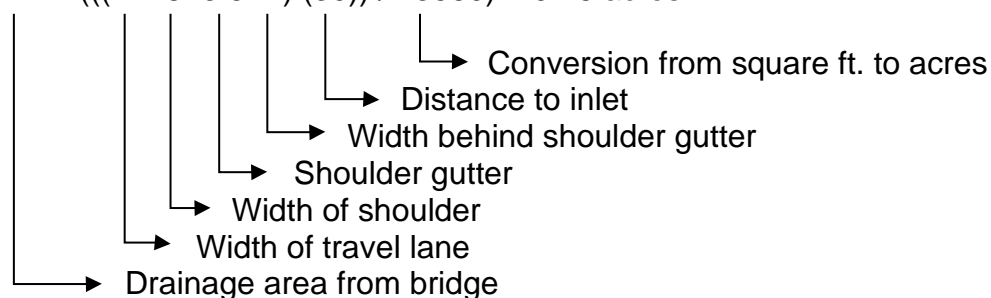 Conversion from square ft. to acres
Distance to inlet
Width behind shoulder gutter
Shoulder gutter
Width of shoulder
Width of travel lane
Drainage area from bridge